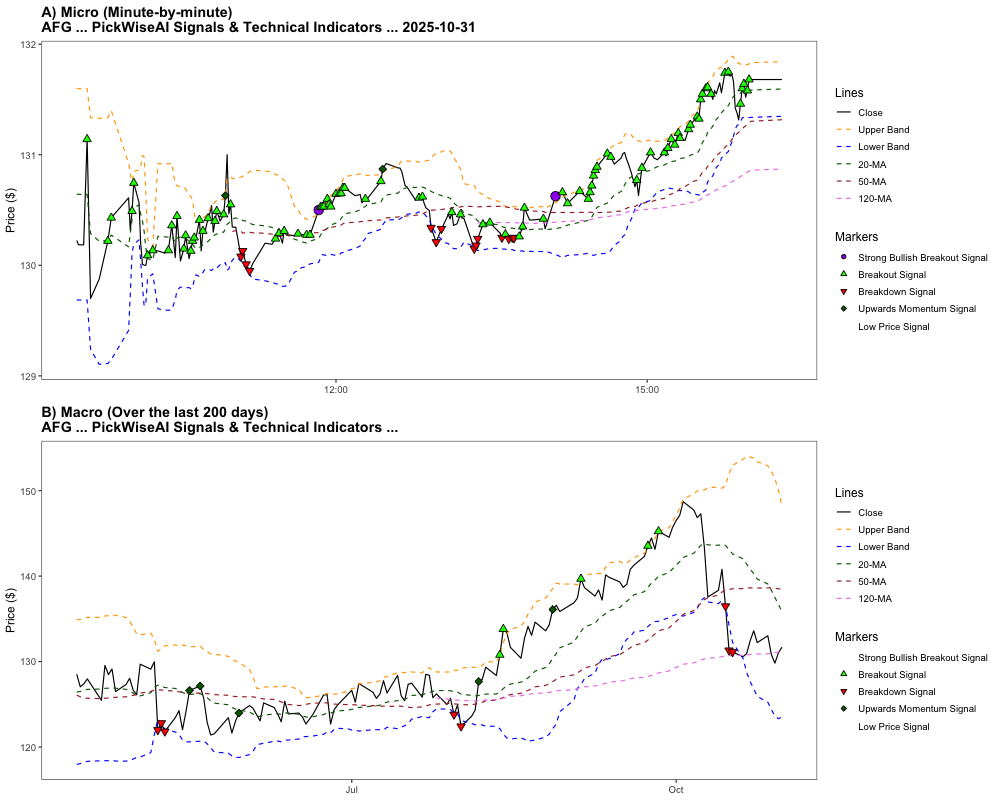 A) Micro (Minute-by-minute)
AFG ... PickWiseAI Signals & Technical Indicators ... 2025-10-31
132
131
130
129
Price ($)
12:00
15:00
Lines
Close
Upper Band
Lower Band
20-MA
50-MA
120-MA
Markers
Strong Bullish Breakout Signal
Breakout Signal
Breakdown Signal
Upwards Momentum Signal
Low Price Signal
B) Macro (Over the last 200 days)
AFG ... PickWiseAI Signals & Technical Indicators ...
150
140
130
120
Price ($)
Jul
Oct
Lines
Close
Upper Band
Lower Band
20-MA
50-MA
120-MA
Markers
Strong Bullish Breakout Signal
Breakout Signal
Breakdown Signal
Upwards Momentum Signal
Low Price Signal